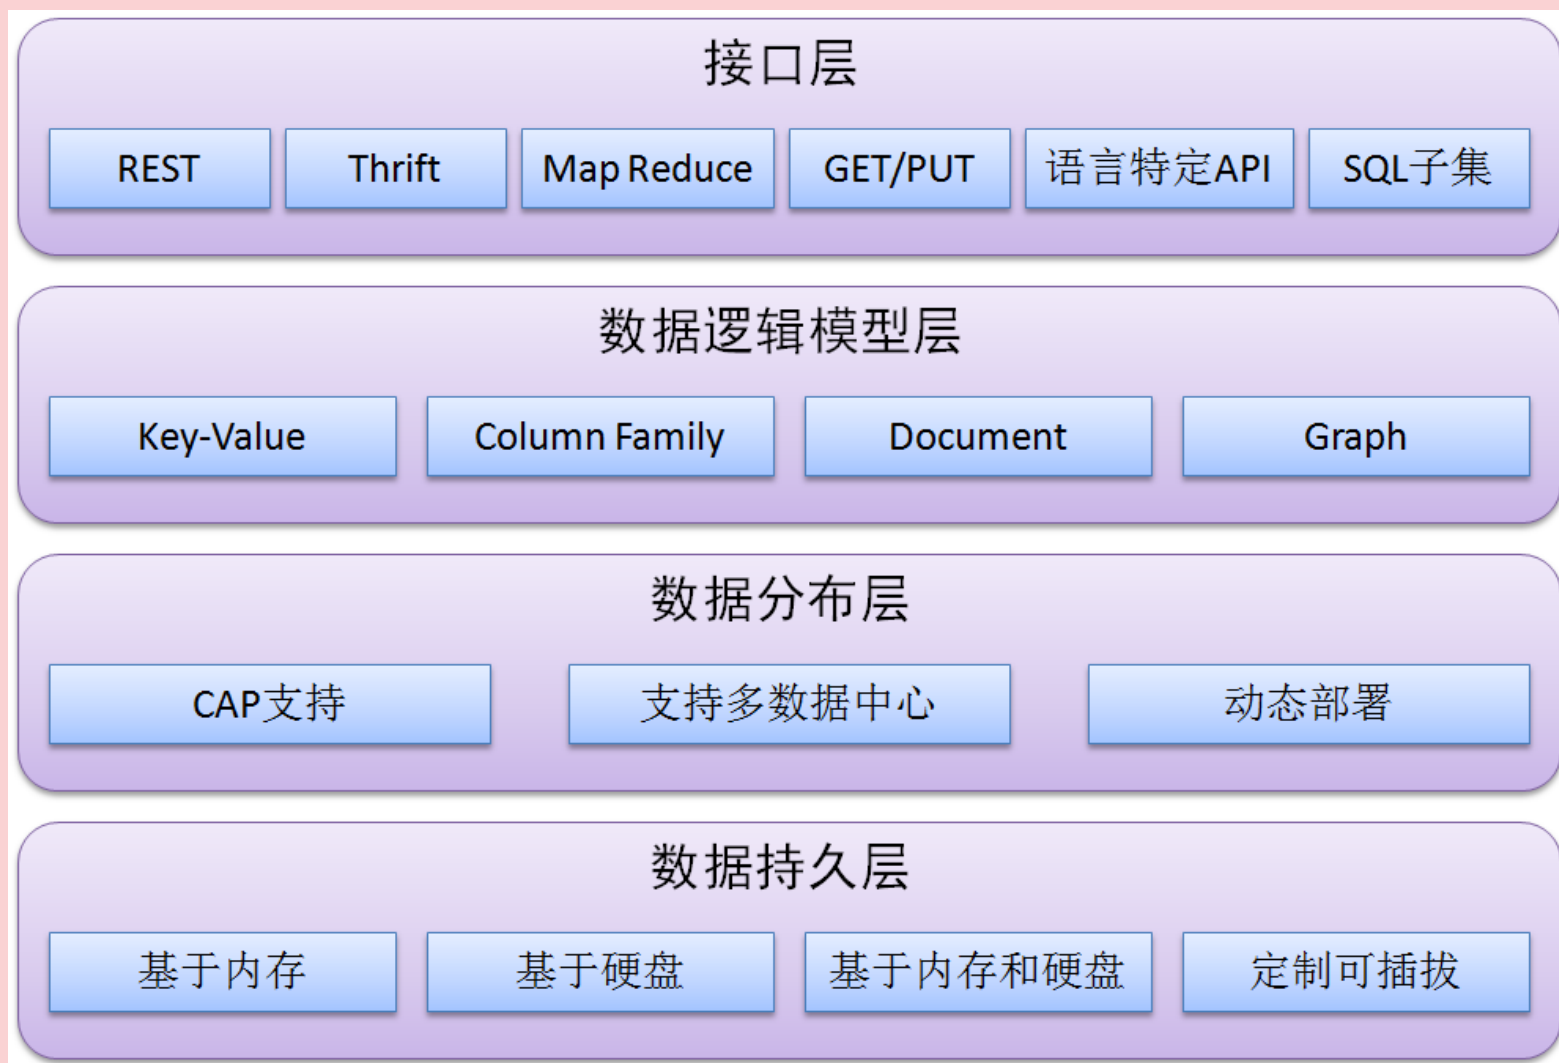 接口层
REST Thrift Map Reduce GET/PUT 语言特定API SQL子集
数据逻辑模型层
Key-Value Column Family Document Graph
数据分布层
CAP支持 支持多数据中心 动态部署
数据持久层
基于内存 基于硬盘 基于内存和硬盘 定制可插拔